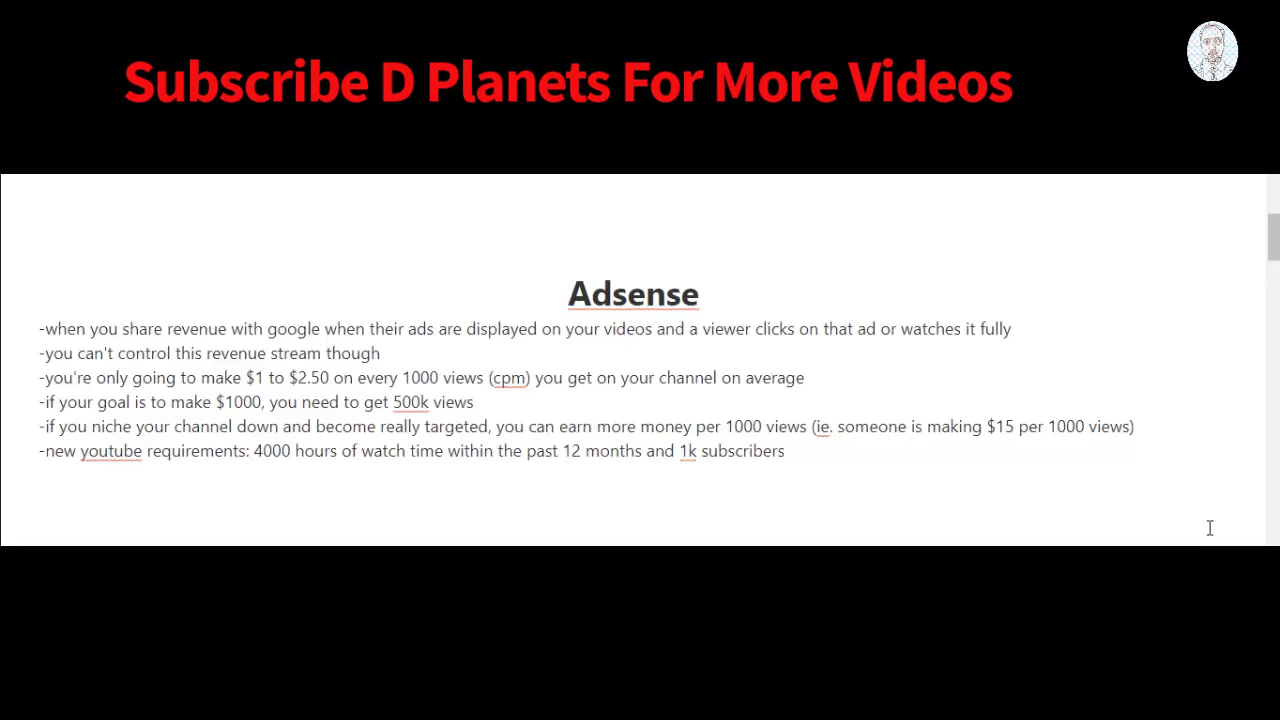 Subscribe D Planets For More Videos
Adsense
-when you share revenue with google when their ads are displayed on your videos and a viewer clicks on that ad or watches it fully
-you can't control this revenue stream though
-you're only going to make $1 to $2.50 on every 1000 views (cpm) you get on your channel on average
-if your goal is to make $1000, you need to get 500k views
-if you niche your channel down and become really targeted, you can earn more money per 1000 views (ie. someone is making $15 per 1000 views)
-new youtube requirements: 4000 hours of watch time within the past 12 months and 1k subscribers